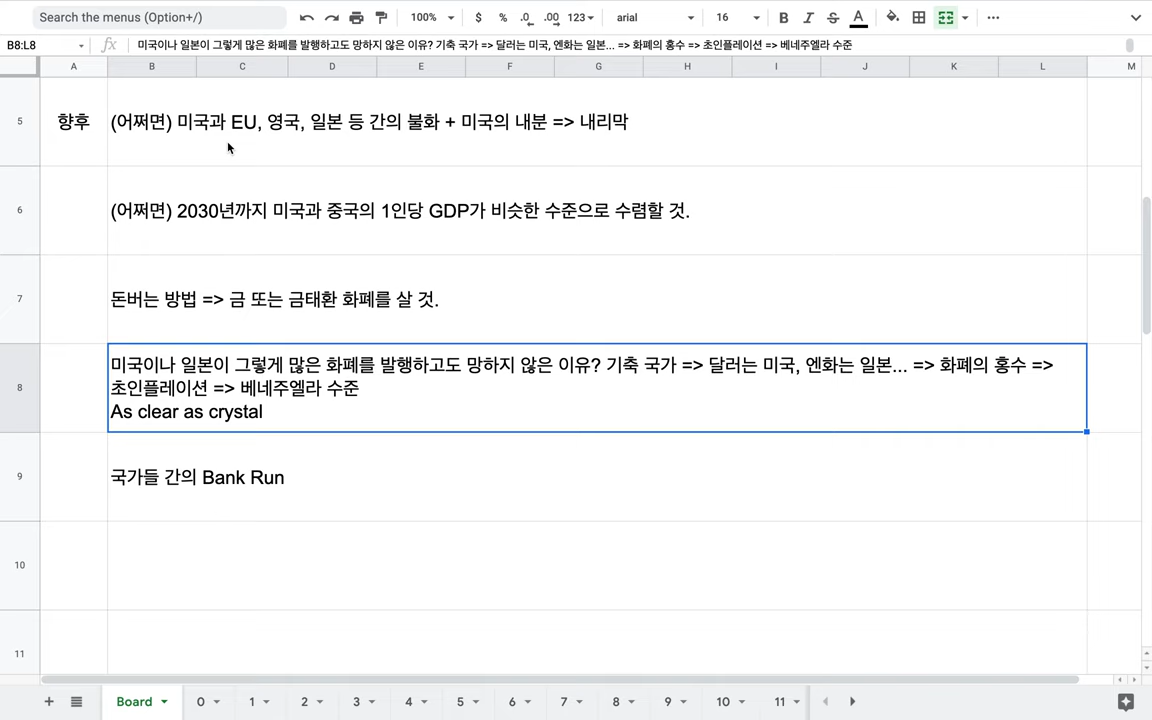 Search the menus (Option+/)
100%
$ % .0 .00 123
arial
16
B I S A
B8:L8
fx
미국이나 일본이 그렇게 많은 화폐를 발행하고도 망하지 않은 이유? 기축 국가 => 달러는 미국, 엔화는 일본... => 화폐의 홍수 => 초인플레이션 => 베네주엘라 수준
A B C D E F G H I J K L M
5 향후 (어쩌면) 미국과 EU, 영국, 일본 등 간의 불화 + 미국의 내분 => 내리막
6 (어쩌면) 2030년까지 미국과 중국의 1인당 GDP가 비슷한 수준으로 수렴할 것.
7 돈버는 방법 => 금 또는 금태환 화폐를 살 것.
8 미국이나 일본이 그렇게 많은 화폐를 발행하고도 망하지 않은 이유? 기축 국가 => 달러는 미국, 엔화는 일본... => 화폐의 홍수 =>
초인플레이션 => 베네주엘라 수준
As clear as crystal
9 국가들 간의 Bank Run
10
11
Board 0 1 2 3 4 5 6 7 8 9 10 11